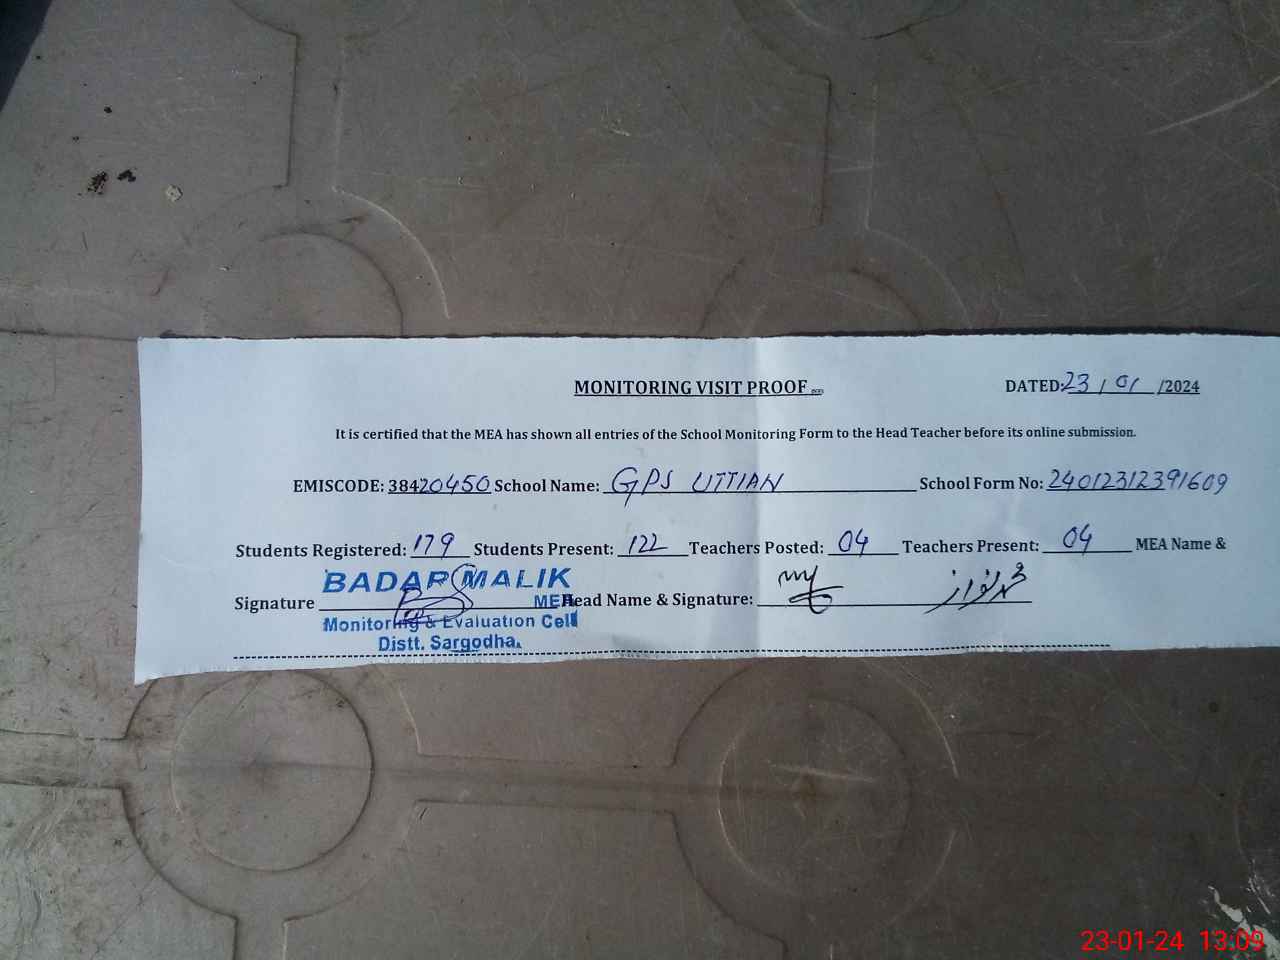 MONITORING VISIT PROOF
DATED: 23/01/2024
It is certified that the MEA has shown all entries of the School Monitoring Form to the Head Teacher before its online submission.
EMISCODE: 38420450 School Name: GPS UTTIAN School Form No: 24012312391609
Students Registered: 179 Students Present: 122 Teachers Posted: 04 Teachers Present: 04 MEA Name &
BADAR MALIK
Signature MEA Head Name & Signature:
Monitoring & Evaluation Cell
Distt. Sargodha.
23-01-24 13:09